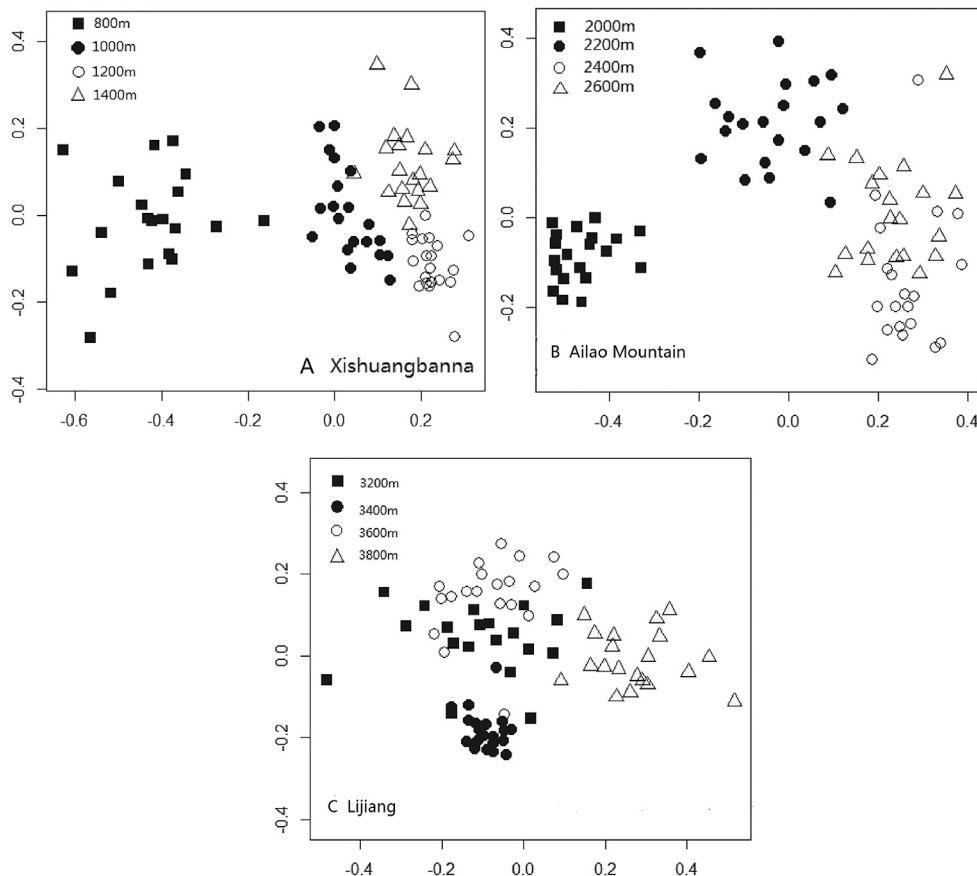 800m
1000m
1200m
1400m
0.4
0.2
0.0
-0.2
-0.4
A Xishuangbanna
-0.6 -0.4 -0.2 0.0 0.2
2000m
2200m
2400m
2600m
0.4
0.2
0.0
-0.2
B Ailao Mountain
-0.4 -0.2 0.0 0.2 0.4
3200m
3400m
3600m
3800m
0.4
0.2
0.0
-0.2
-0.4
C Lijiang
-0.4 -0.2 0.0 0.2 0.4